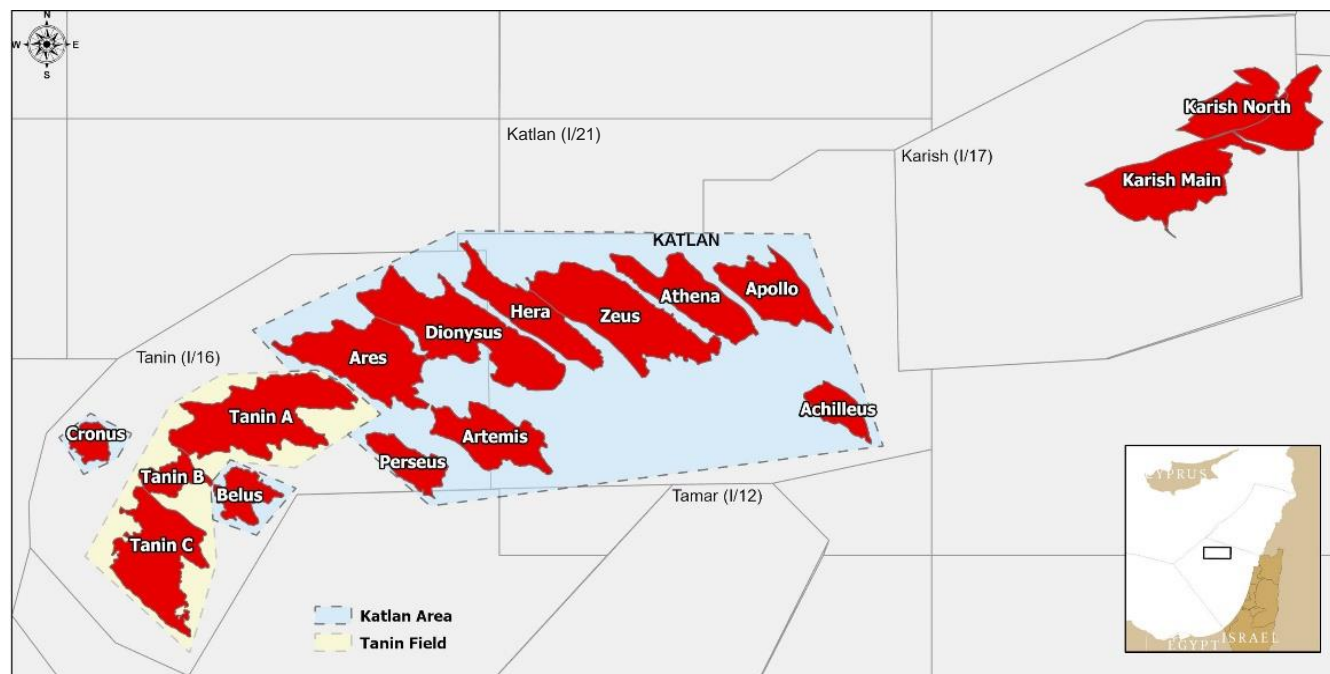 N
W E
S
Katlan (I/21)
Karish (I/17)
Karish North
Karish Main
KATLAN
Athena
Apollo
Hera
Zeus
Dionysus
Ares
Tanin (I/16)
Tanin A
Achilleus
Cronus
Artemis
Perseus
Tanin B
Belus
Tamar (I/12)
Tanin C
Katlan Area
Tanin Field
CYPRUS
ISRAEL
EGYPT